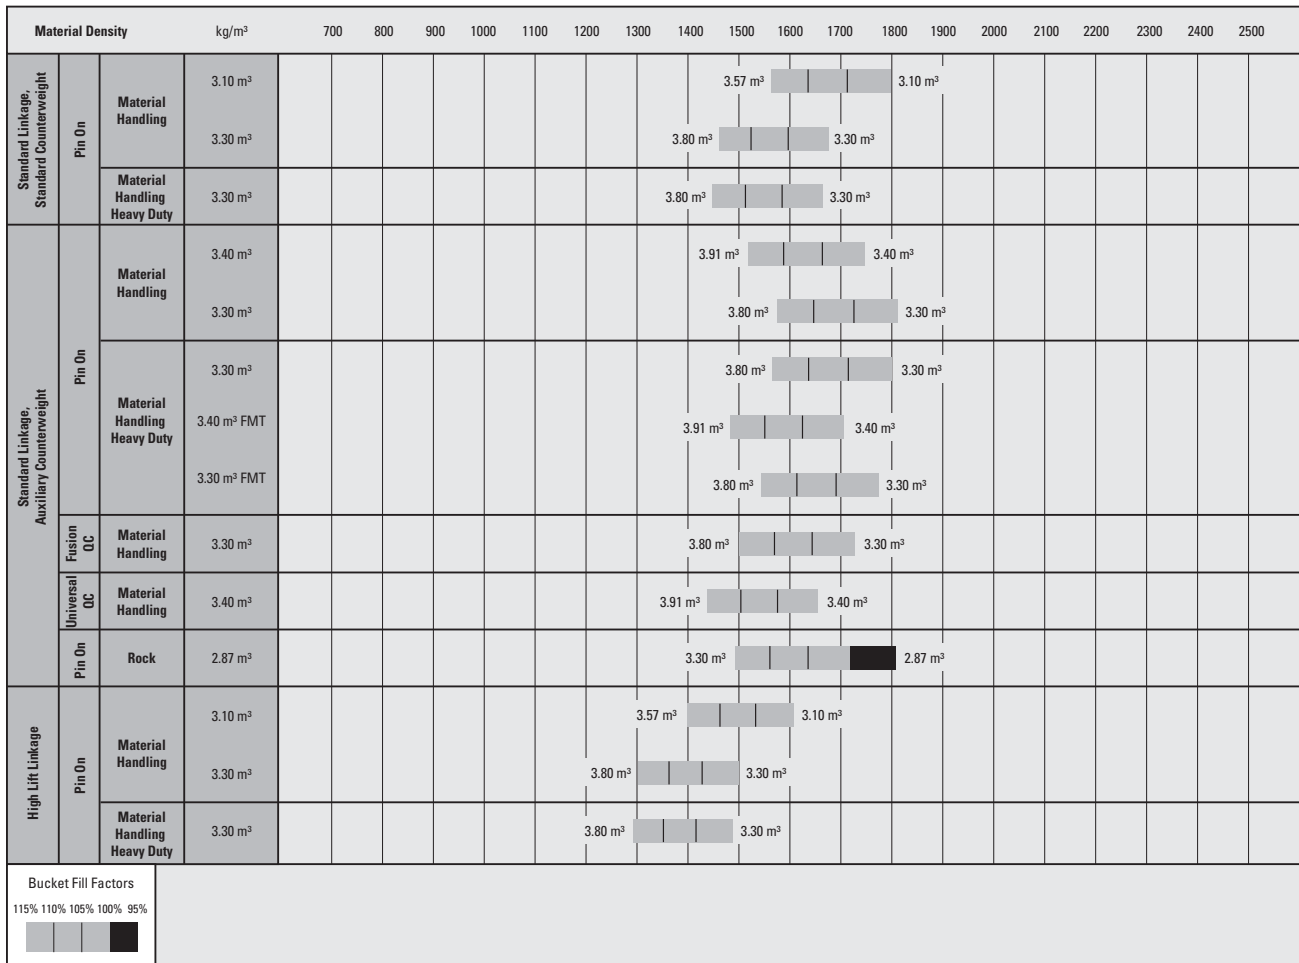 Material Density kg/m³ 700 800 900 1000 1100 1200 1300 1400 1500 1600 1700 1800 1900 2000 2100 2200 2300 2400 2500
Standard Linkage,
Standard Counterweight
Pin On
Material
Handling
3.10 m³ 3.57 m³ 3.10 m³
3.30 m³ 3.80 m³ 3.30 m³
Material
Handling
Heavy Duty
3.30 m³ 3.80 m³ 3.30 m³
Standard Linkage,
Auxiliary Counterweight
Pin On
Material
Handling
3.40 m³ 3.91 m³ 3.40 m³
3.30 m³ 3.80 m³ 3.30 m³
Material
Handling
Heavy Duty
3.30 m³ 3.80 m³ 3.30 m³
3.40 m³ FMT 3.91 m³ 3.40 m³
3.30 m³ FMT 3.80 m³ 3.30 m³
Fusion
QC
Material
Handling
3.30 m³ 3.80 m³ 3.30 m³
Universal
QC
Material
Handling
3.40 m³ 3.91 m³ 3.40 m³
Pin On
Rock 2.87 m³ 3.30 m³ 2.87 m³
High Lift Linkage
Pin On
Material
Handling
3.10 m³ 3.57 m³ 3.10 m³
3.30 m³ 3.80 m³ 3.30 m³
Material
Handling
Heavy Duty
3.30 m³ 3.80 m³ 3.30 m³
Bucket Fill Factors
115% 110% 105% 100% 95%